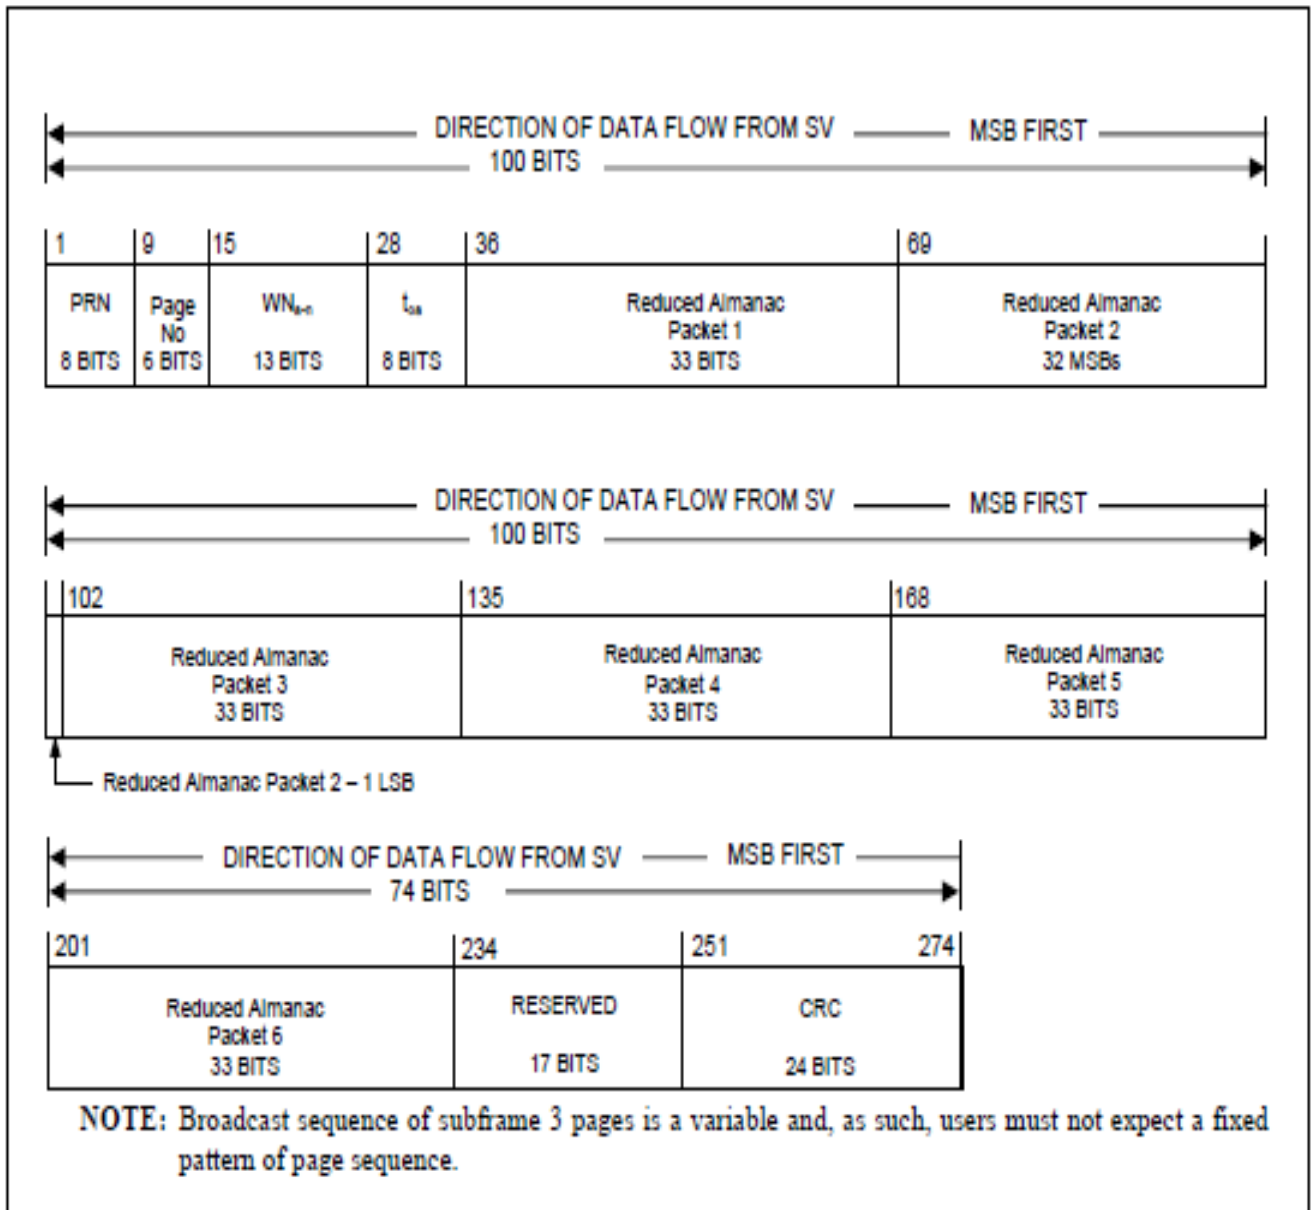 DIRECTION OF DATA FLOW FROM SV MSB FIRST
100 BITS
1 9 15 28 36 69
PRN Page No WNa-n toa Reduced Almanac Packet 1 Reduced Almanac Packet 2
8 BITS 6 BITS 13 BITS 8 BITS 33 BITS 32 MSBs
DIRECTION OF DATA FLOW FROM SV MSB FIRST
100 BITS
102 135 168
Reduced Almanac Reduced Almanac Reduced Almanac
Packet 3 Packet 4 Packet 5
33 BITS 33 BITS 33 BITS
Reduced Almanac Packet 2 – 1 LSB
DIRECTION OF DATA FLOW FROM SV MSB FIRST
74 BITS
201 234 251 274
Reduced Almanac RESERVED CRC
Packet 6
33 BITS 17 BITS 24 BITS
NOTE: Broadcast sequence of subframe 3 pages is a variable and, as such, users must not expect a fixed
pattern of page sequence.